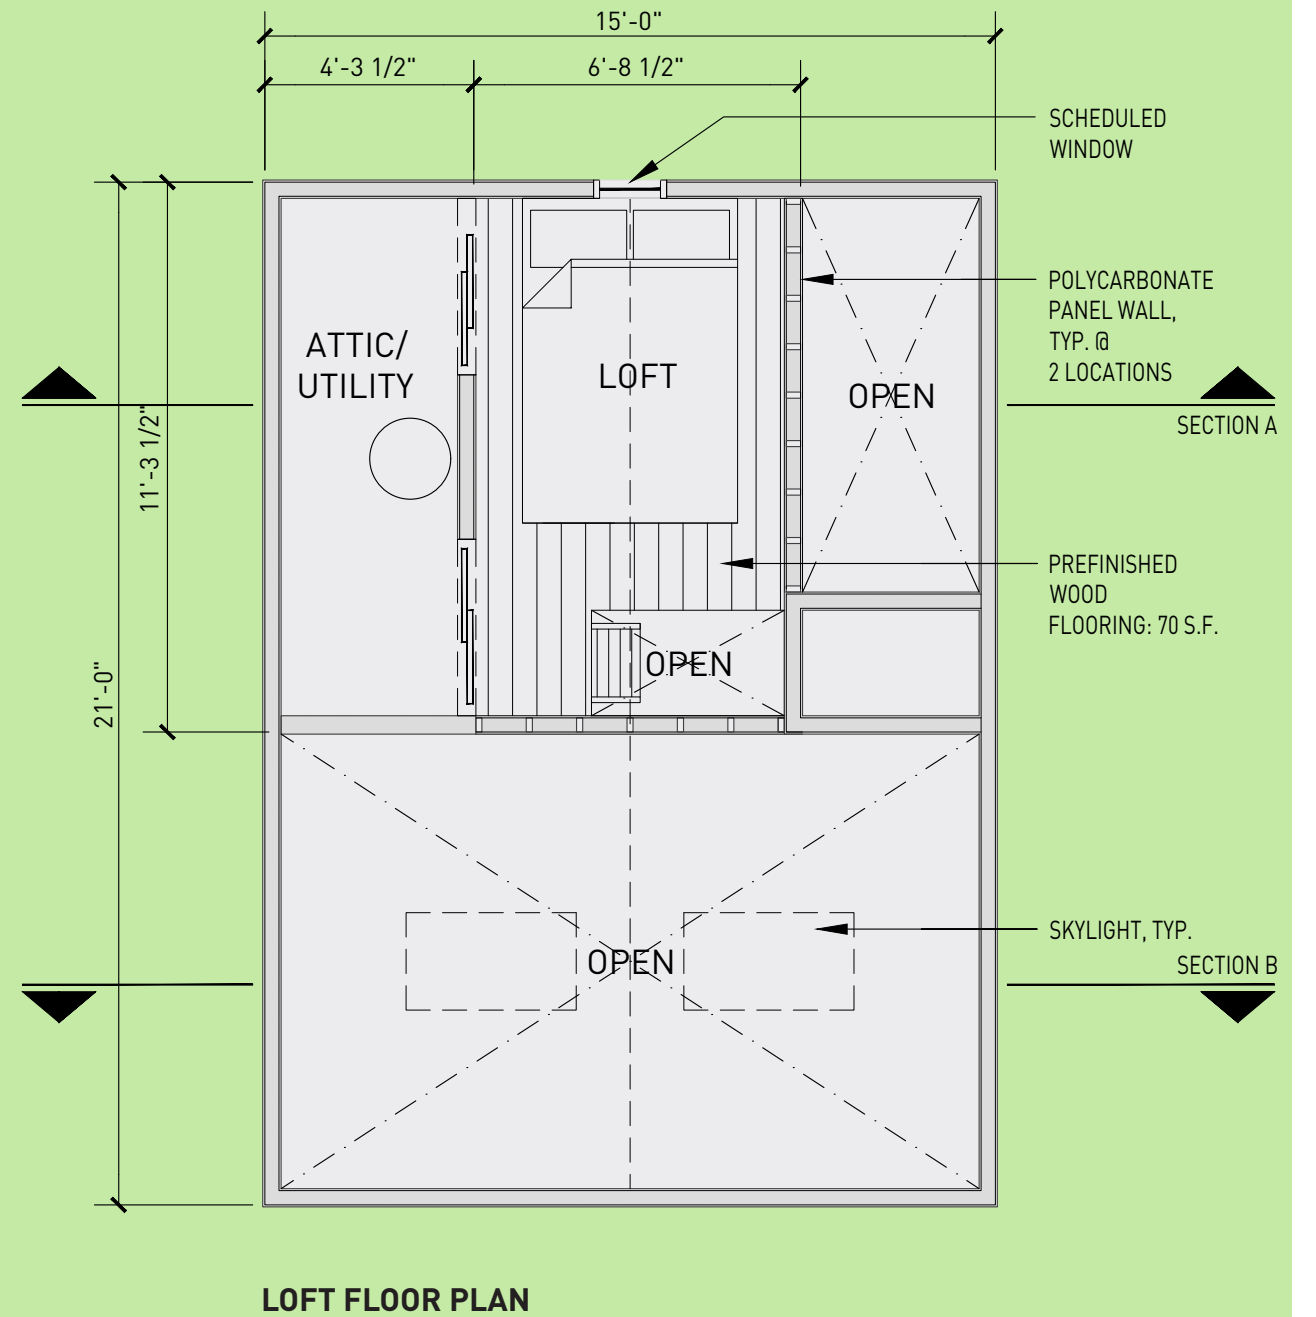 15'-0"
4'-3 1/2"
6'-8 1/2"
SCHEDULED
WINDOW
POLYCARBONATE
PANEL WALL,
TYP. @
2 LOCATIONS
ATTIC/
UTILITY
LOFT
OPEN
SECTION A
11'-3 1/2"
PREFINISHED
WOOD
FLOORING: 70 S.F.
OPEN
21'-0"
SKYLIGHT, TYP.
OPEN
SECTION B
LOFT FLOOR PLAN